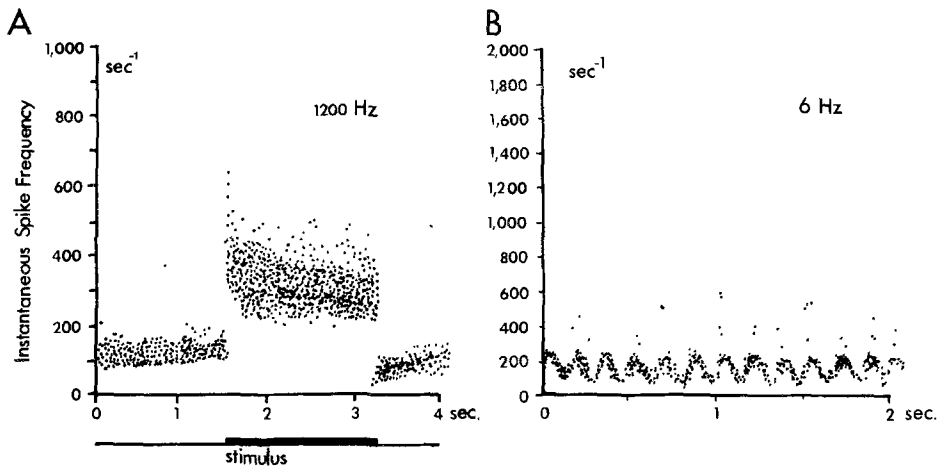 A
1,000
sec⁻¹
800
600
400
200
0
Instantaneous Spike Frequency
1200 Hz
0 1 2 3 4 sec.
stimulus
B
2,000
1,800
1,600
1,400
1,200
1,000
800
600
400
200
0
sec⁻¹
6 Hz
0 1 2 sec.